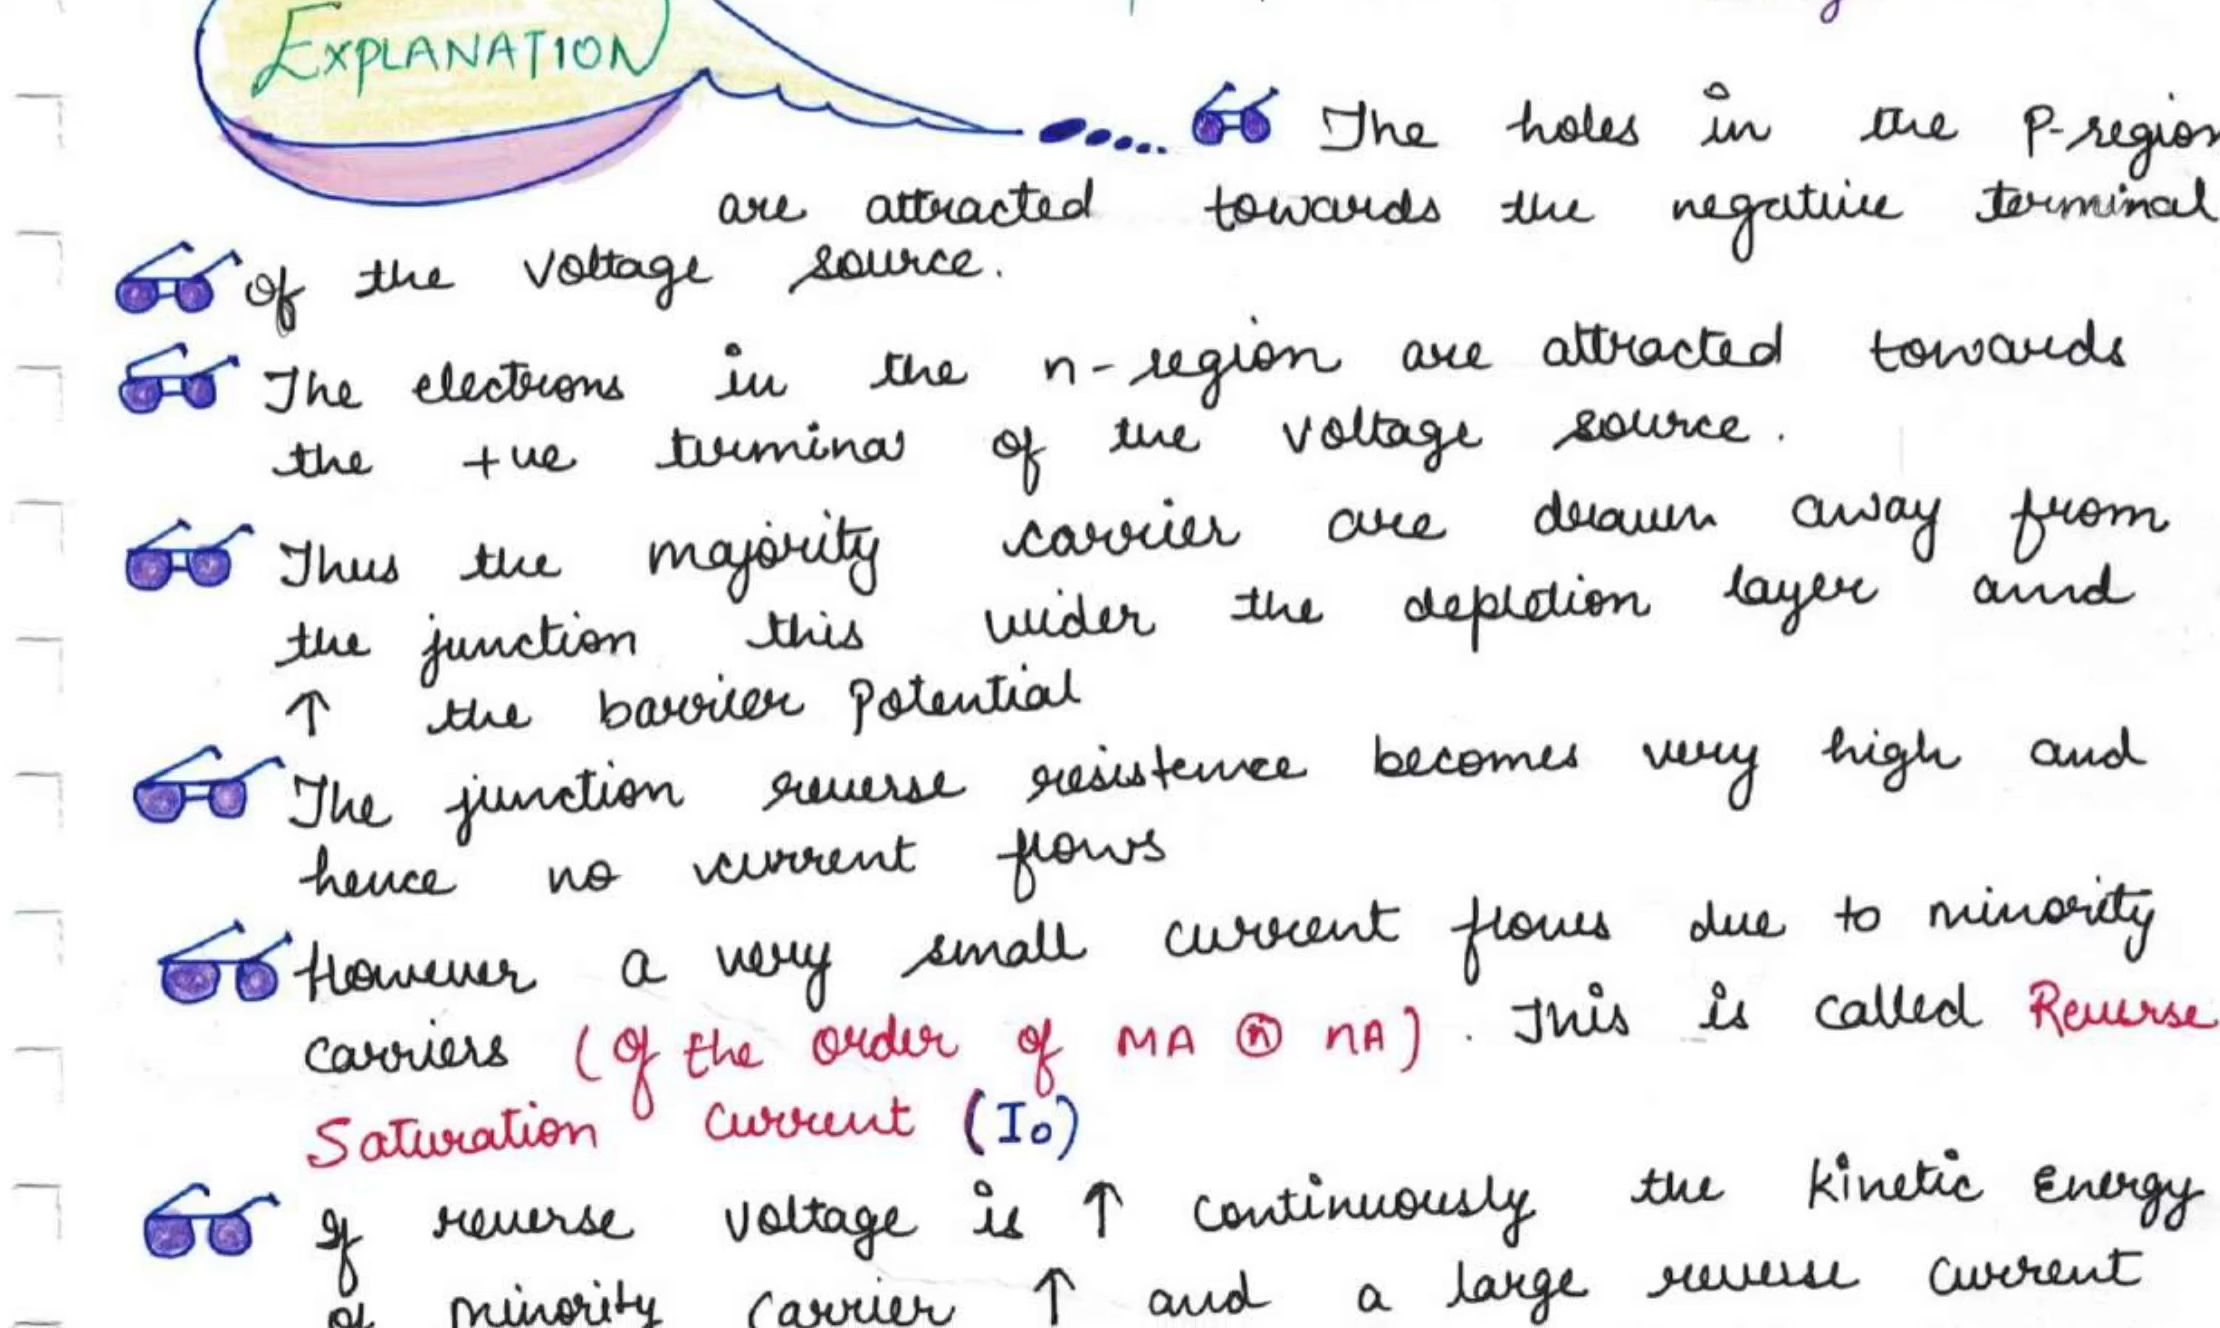 EXPLANATION
The holes in the P-region
are attracted towards the negative terminal
of the voltage source.
The electrons in the n-region are attracted towards
the +ve terminal of the voltage source.
Thus the majority carrier are drawn away from
the junction this wider the depletion layer and
↑ the barrier potential
The junction reverse resistence becomes very high and
hence no current flows
However a very small current flows due to minority
carriers (of the order of MA nA). This is called Reverse
Saturation current (Io)
If reverse voltage is ↑ continuously the kinetic Energy
of minority carrier ↑ and a large reverse current